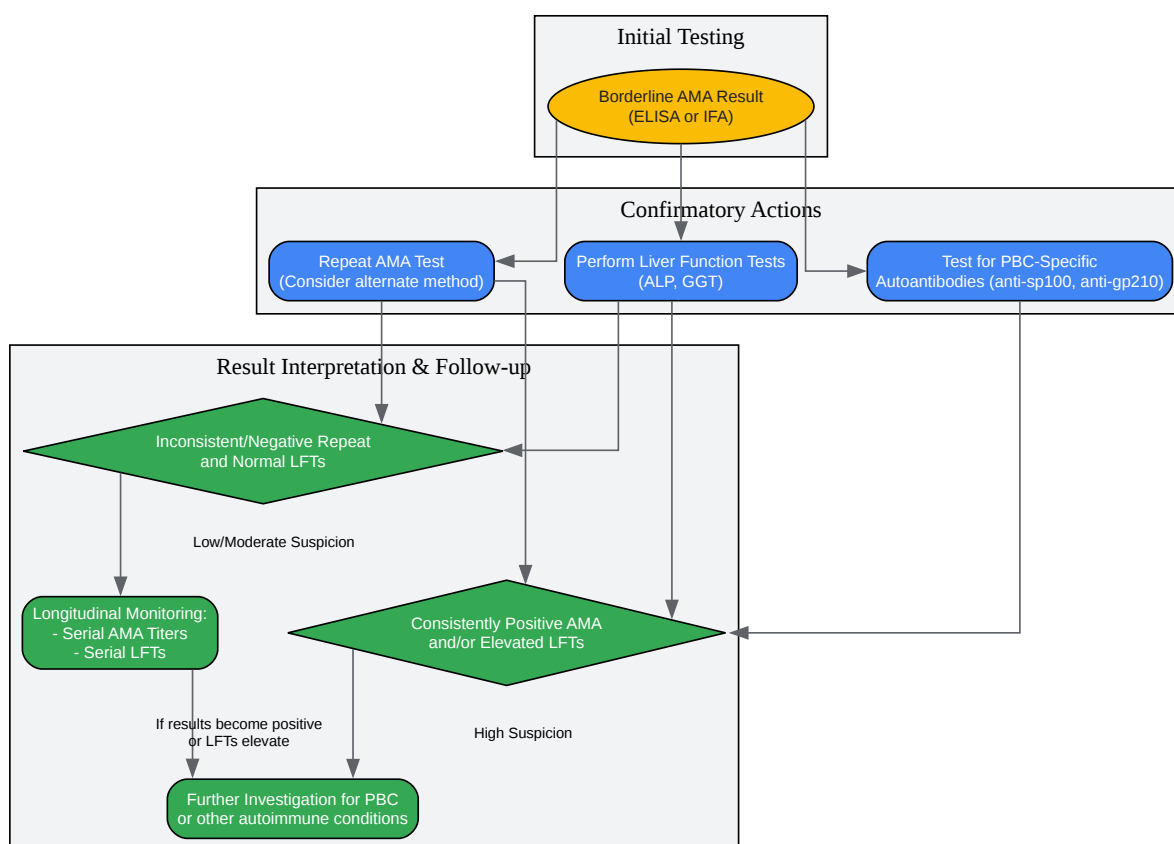 Initial Testing
Borderline AMA Result
(ELISA or IFA)
Confirmatory Actions
Repeat AMA Test
(Consider alternate method)
Perform Liver Function Tests
(ALP, GGT)
Test for PBC-Specific
Autoantibodies (anti-sp100, anti-gp210)
Result Interpretation & Follow-up
Inconsistent/Negative Repeat
and Normal LFTs
Low/Moderate Suspicion
Longitudinal Monitoring:
- Serial AMA Titers
- Serial LFTs
Consistently Positive AMA
and/or Elevated LFTs
If results become positive
or LFTs elevate
High Suspicion
Further Investigation for PBC
or other autoimmune conditions